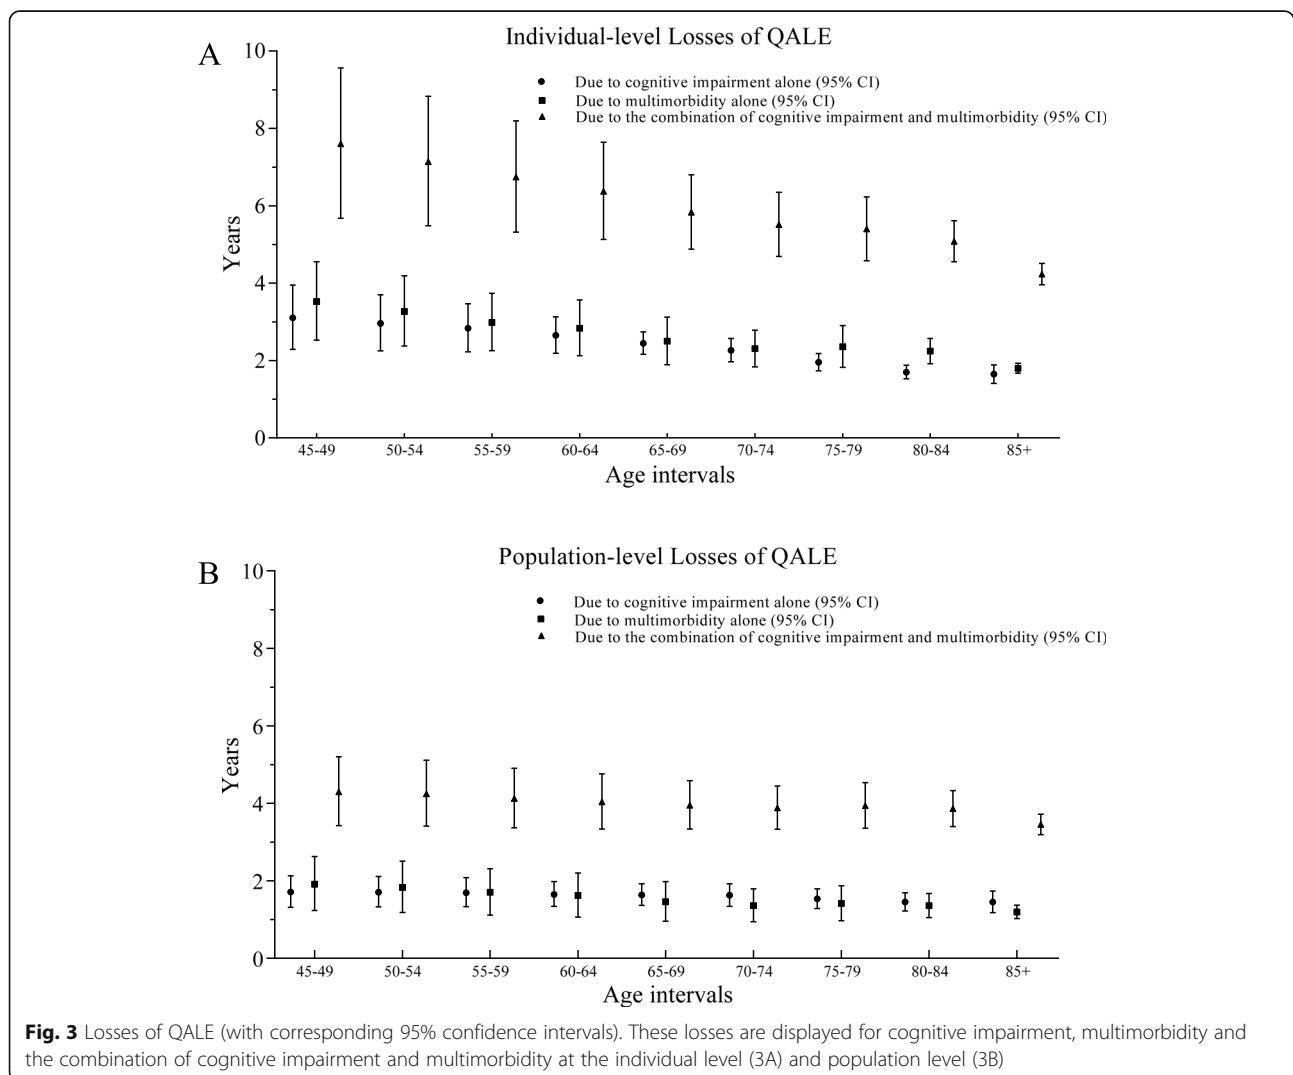 A
Individual-level Losses of QALE
Due to cognitive impairment alone (95% CI)
Due to multimorbidity alone (95% CI)
Due to the combination of cognitive impairment and multimorbidity (95% CI)
10
8
6
4
2
0
Years
45-49 50-54 55-59 60-64 65-69 70-74 75-79 80-84 85+
Age intervals
B
Population-level Losses of QALE
Due to cognitive impairment alone (95% CI)
Due to multimorbidity alone (95% CI)
Due to the combination of cognitive impairment and multimorbidity (95% CI)
10
8
6
4
2
0
Years
45-49 50-54 55-59 60-64 65-69 70-74 75-79 80-84 85+
Age intervals
Fig. 3 Losses of QALE (with corresponding 95% confidence intervals). These losses are displayed for cognitive impairment, multimorbidity and
the combination of cognitive impairment and multimorbidity at the individual level (3A) and population level (3B)